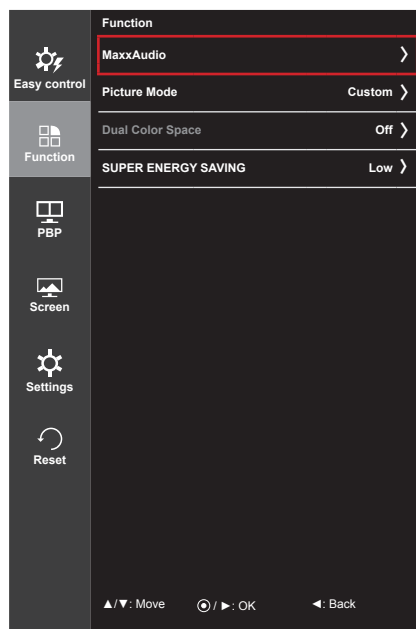 Function
MaxxAudio
Picture Mode Custom
Dual Color Space Off
SUPER ENERGY SAVING Low
Easy control
Function
PBP
Screen
Settings
Reset
▲/▼: Move ⦿ / ►: OK ◄: Back